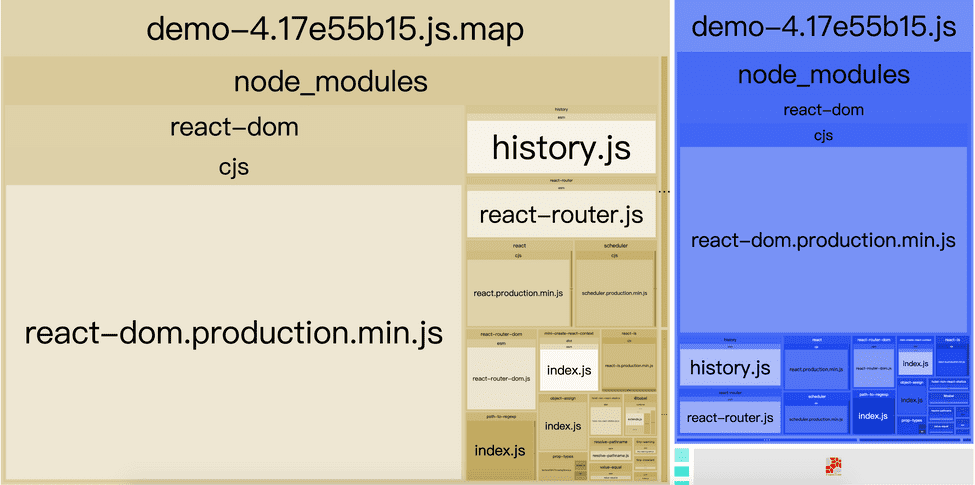 demo-4.17e55b15.js.map
node_modules
react-dom
cjs
react-dom.production.min.js
history
esm
history.js
react-router
esm
react-router.js
react
scheduler
cjs
cjs
react.production.min.js
scheduler.production.min.js
react-router-dom
mini-create-react-context
react-is
esm
cjs
react-router-dom.js
index.js
react-is.production.min.js
path-to-regexp
object-assign
index.js
index.js
prop-types
resolve-pathname
resolve-pathname.js
value-equal
demo-4.17e55b15.js
node_modules
react-dom
cjs
react-dom.production.min.js
history
react
react-router-dom
react-is
history.js
react.production.min.js
react-router-dom.js
index.js
react-router
scheduler
path-to-regexp
object-assign
react-router.js
scheduler.production.min.js
index.js
index.js
prop-types